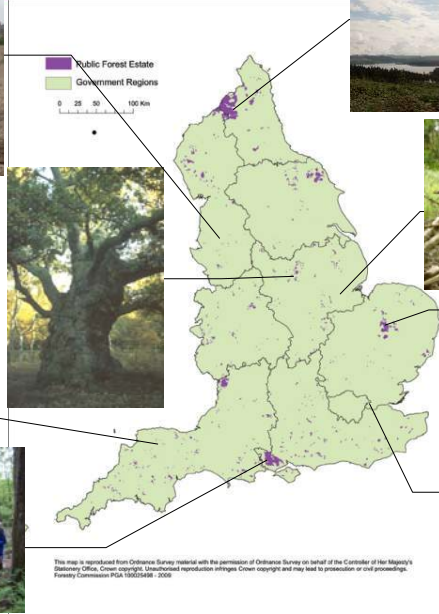 Public Forest Estate
Government Regions
0 25 50 100 Km
This map is reproduced from Ordnance Survey material with the permission of Ordnance Survey on behalf of the Controller of Her Majesty's
Stationery Office, Crown copyright. Unauthorised reproduction infringes Crown copyright and may lead to prosecution or civil proceedings.
Forestry Commission PGA 100025498 - 2009